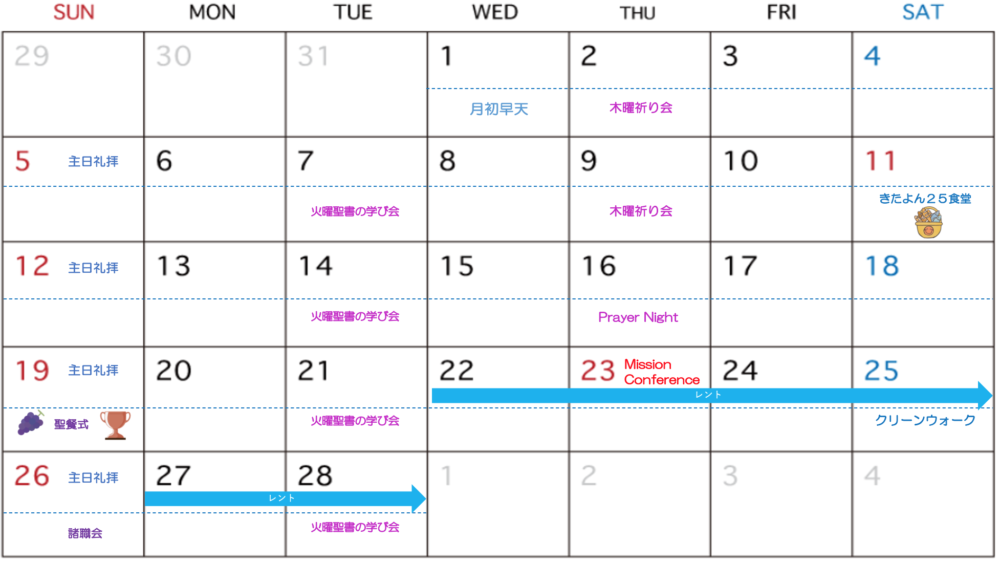 SUN MON TUE WED THU FRI SAT
29 30 31 1 2 3 4
月初早天 木曜祈り会
5 主日礼拝 6 7 8 9 10 11
火曜聖書の学び会 木曜祈り会 きたよん２５食堂
12 主日礼拝 13 14 15 16 17 18
火曜聖書の学び会 Prayer Night
19 主日礼拝 20 21 22 23 Mission 24 25
Conference
レント
聖餐式 火曜聖書の学び会 クリーンウォーク
26 主日礼拝 27 28 1 2 3 4
レント
諸職会 火曜聖書の学び会